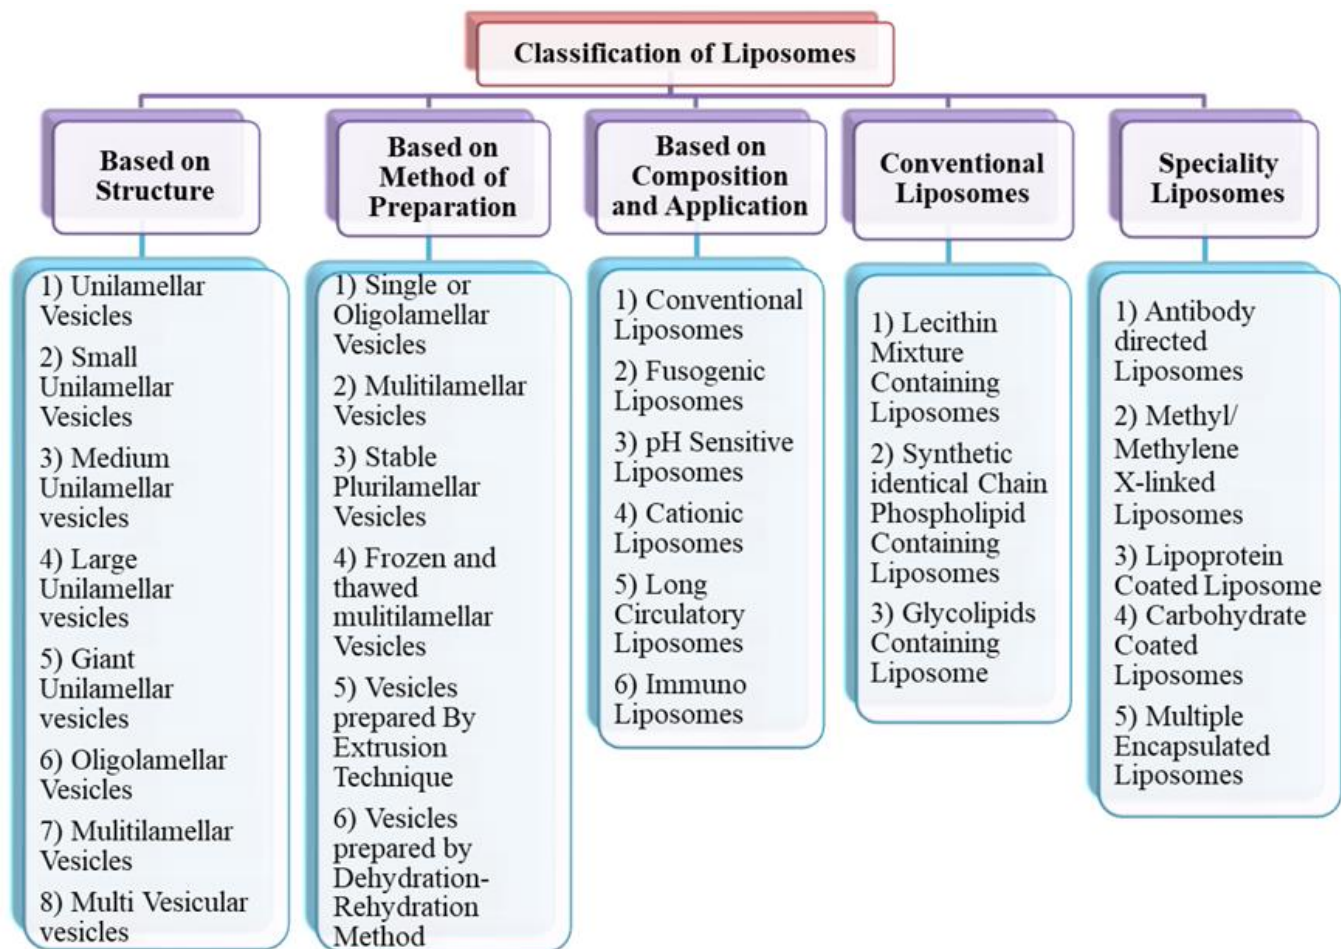 Classification of Liposomes
Based on
Structure
1) Unilamellar
Vesicles
2) Small
Unilamellar
Vesicles
3) Medium
Unilamellar
vesicles
4) Large
Unilamellar
vesicles
5) Giant
Unilamellar
vesicles
6) Oligolamellar
Vesicles
7) Mulitilamellar
Vesicles
8) Multi Vesicular
vesicles
Based on
Method of
Preparation
1) Single or
Oligolamellar
Vesicles
2) Mulitilamellar
Vesicles
3) Stable
Plurilamellar
Vesicles
4) Frozen and
thawed
mulitilamellar
Vesicles
5) Vesicles
prepared By
Extrusion
Technique
6) Vesicles
prepared by
Dehydration-
Rehydration
Method
Based on
Composition
and Application
1) Conventional
Liposomes
2) Fusogenic
Liposomes
3) pH Sensitive
Liposomes
4) Cationic
Liposomes
5) Long
Circulatory
Liposomes
6) Immuno
Liposomes
Conventional
Liposomes
1) Lecithin
Mixture
Containing
Liposomes
2) Synthetic
identical Chain
Phospholipid
Containing
Liposomes
3) Glycolipids
Containing
Liposome
Speciality
Liposomes
1) Antibody
directed
Liposomes
2) Methyl/
Methylene
X-linked
Liposomes
3) Lipoprotein
Coated Liposome
4) Carbohydrate
Coated
Liposomes
5) Multiple
Encapsulated
Liposomes